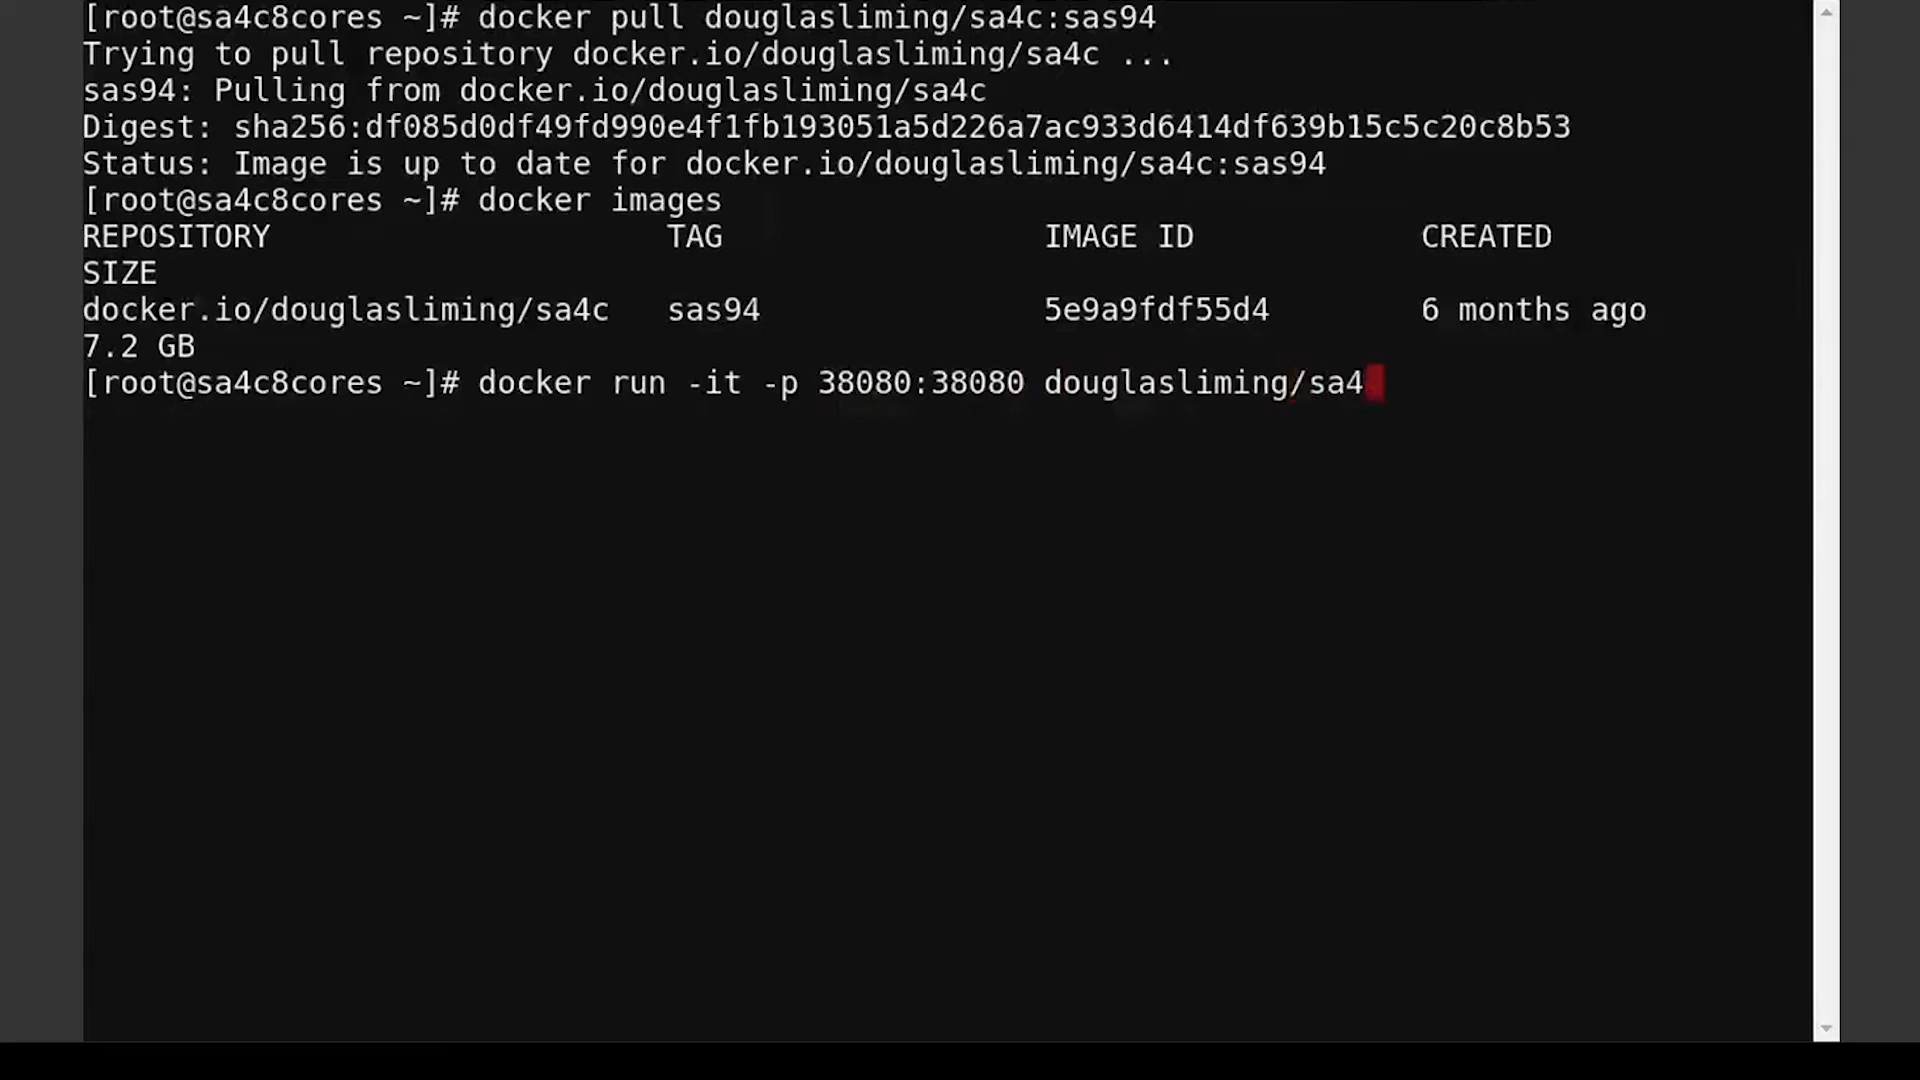 [root@sa4c8cores ~]# docker pull douglasliming/sa4c:sas94
Trying to pull repository docker.io/douglasliming/sa4c ...
sas94: Pulling from docker.io/douglasliming/sa4c
Digest: sha256:df085d0df49fd990e4f1fb193051a5d226a7ac933d6414df639b15c5c20c8b53
Status: Image is up to date for docker.io/douglasliming/sa4c:sas94
[root@sa4c8cores ~]# docker images
REPOSITORY TAG IMAGE ID CREATED
SIZE
docker.io/douglasliming/sa4c sas94 5e9a9fdf55d4 6 months ago
7.2 GB
[root@sa4c8cores ~]# docker run -it -p 38080:38080 douglasliming/sa4